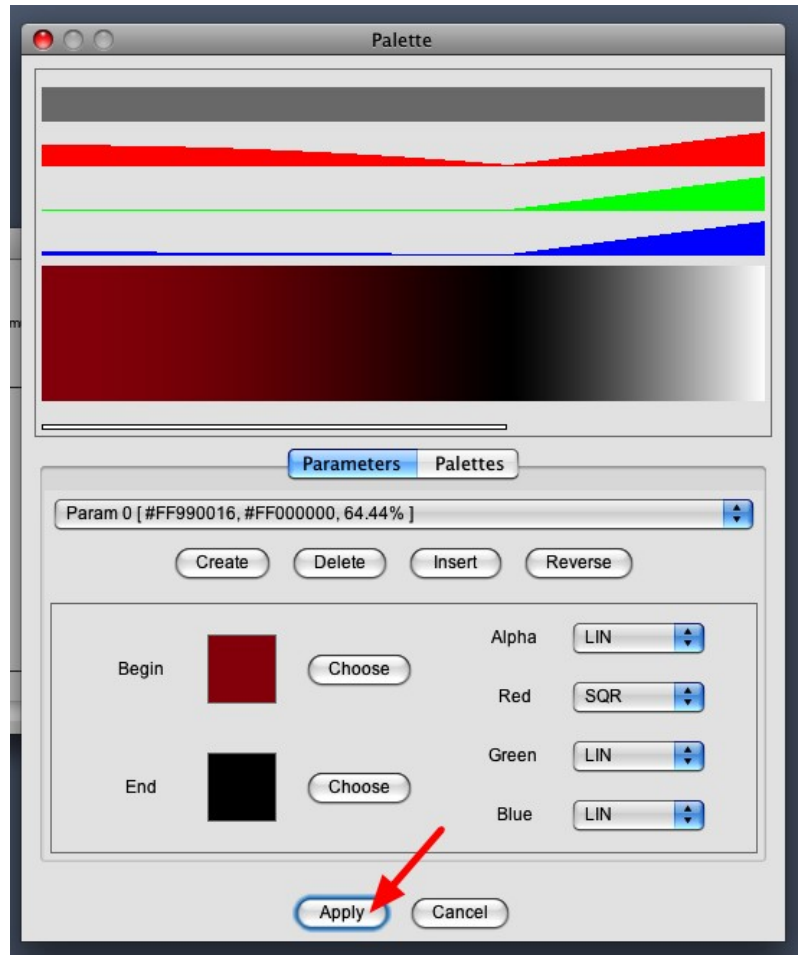 Palette
m
Parameters Palettes
Param 0 [ #FF990016, #FF000000, 64.44% ]
Create Delete Insert Reverse
Begin Choose
Alpha LIN
Red SQR
End Choose
Green LIN
Blue LIN
Apply Cancel